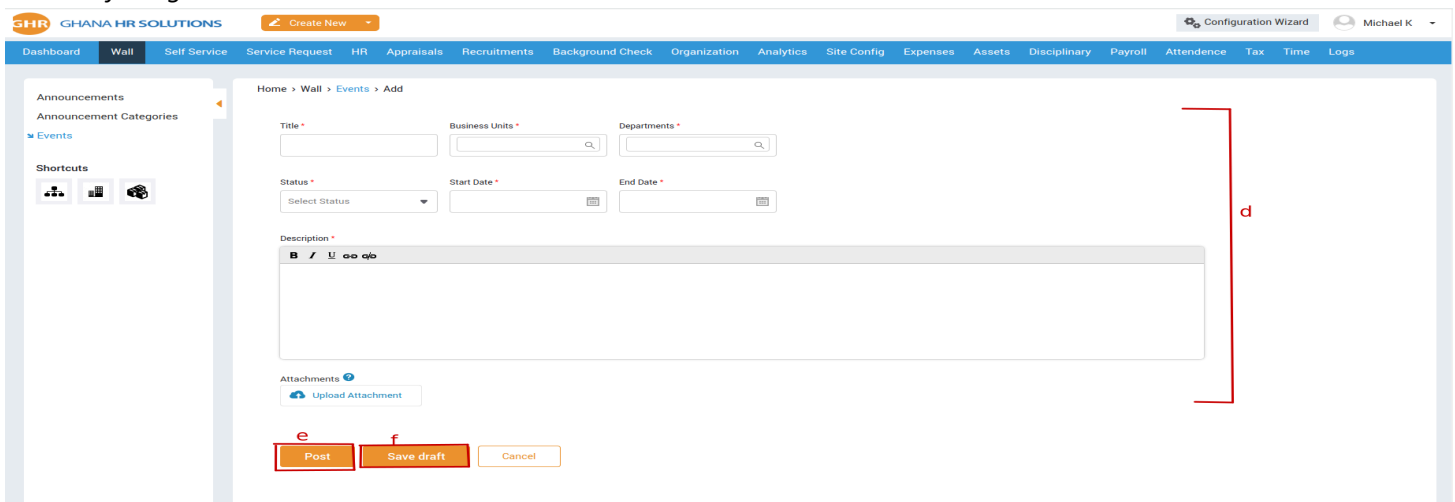 GHR GHANA HR SOLUTIONS Create New Configuration Wizard Michael K
Dashboard Wall Self Service Service Request HR Appraisals Recruitments Background Check Organization Analytics Site Config Expenses Assets Disciplinary Payroll Attendence Tax Time Logs
Announcements
Announcement Categories
Events
Shortcuts
Home › Wall › Events › Add
Title * Business Units * Departments *
Status * Start Date * End Date *
Select Status
d
Description *
B I U
Attachments ?
Upload Attachment
e f
Post Save draft Cancel